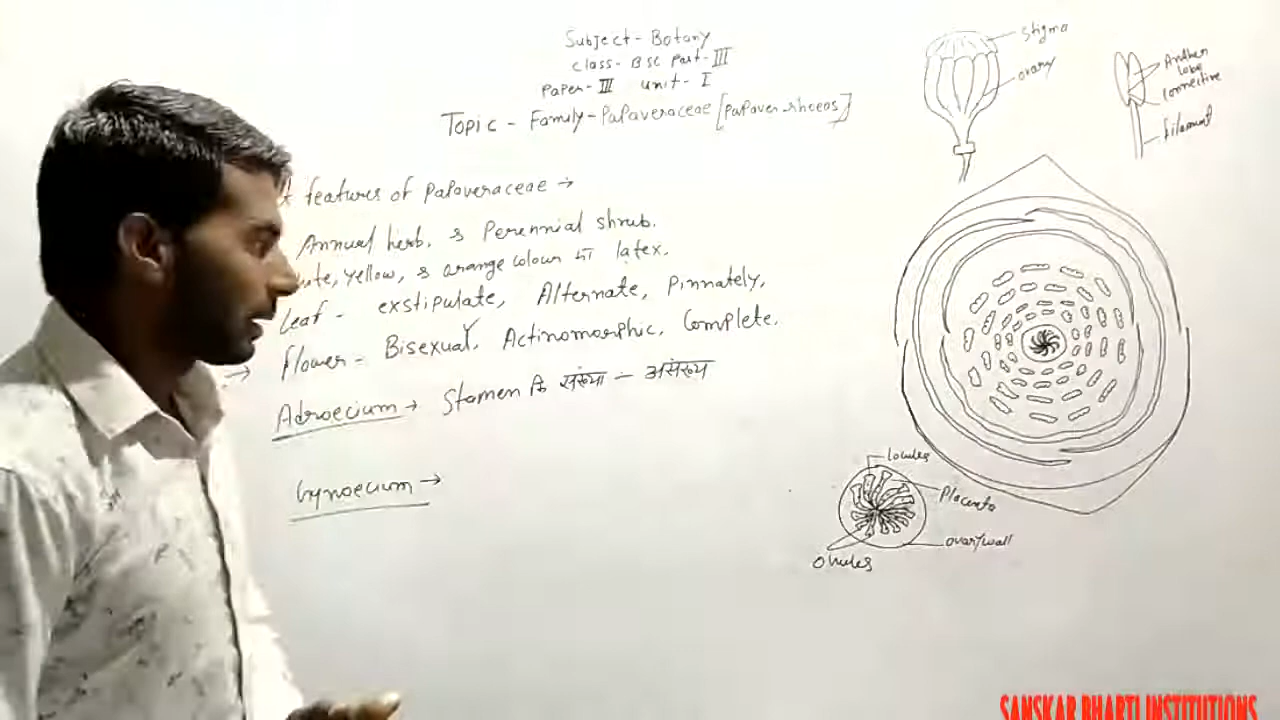 Subject - Botany
Class - BSC Part - III
Paper - III Unit - I
Topic - Family - Papaveraceae [Papaver rhoeas]
features of Papaveraceae →
Annual herb. & Perennial shrub.
yellow, & orange colour का latex.
Leaf - exstipulate, Alternate, Pinnately,
→ Flower - Bisexual, Actinomorphic, Complete.
Adroecium → Stamen कि संख्या - असंख्य
Gynoecium →
Stigma
ovary
Anther
lobe
connective
filament
Locules
Placenta
ovary wall
Ovules
SANSKAR BHARTI INSTITUTIONS